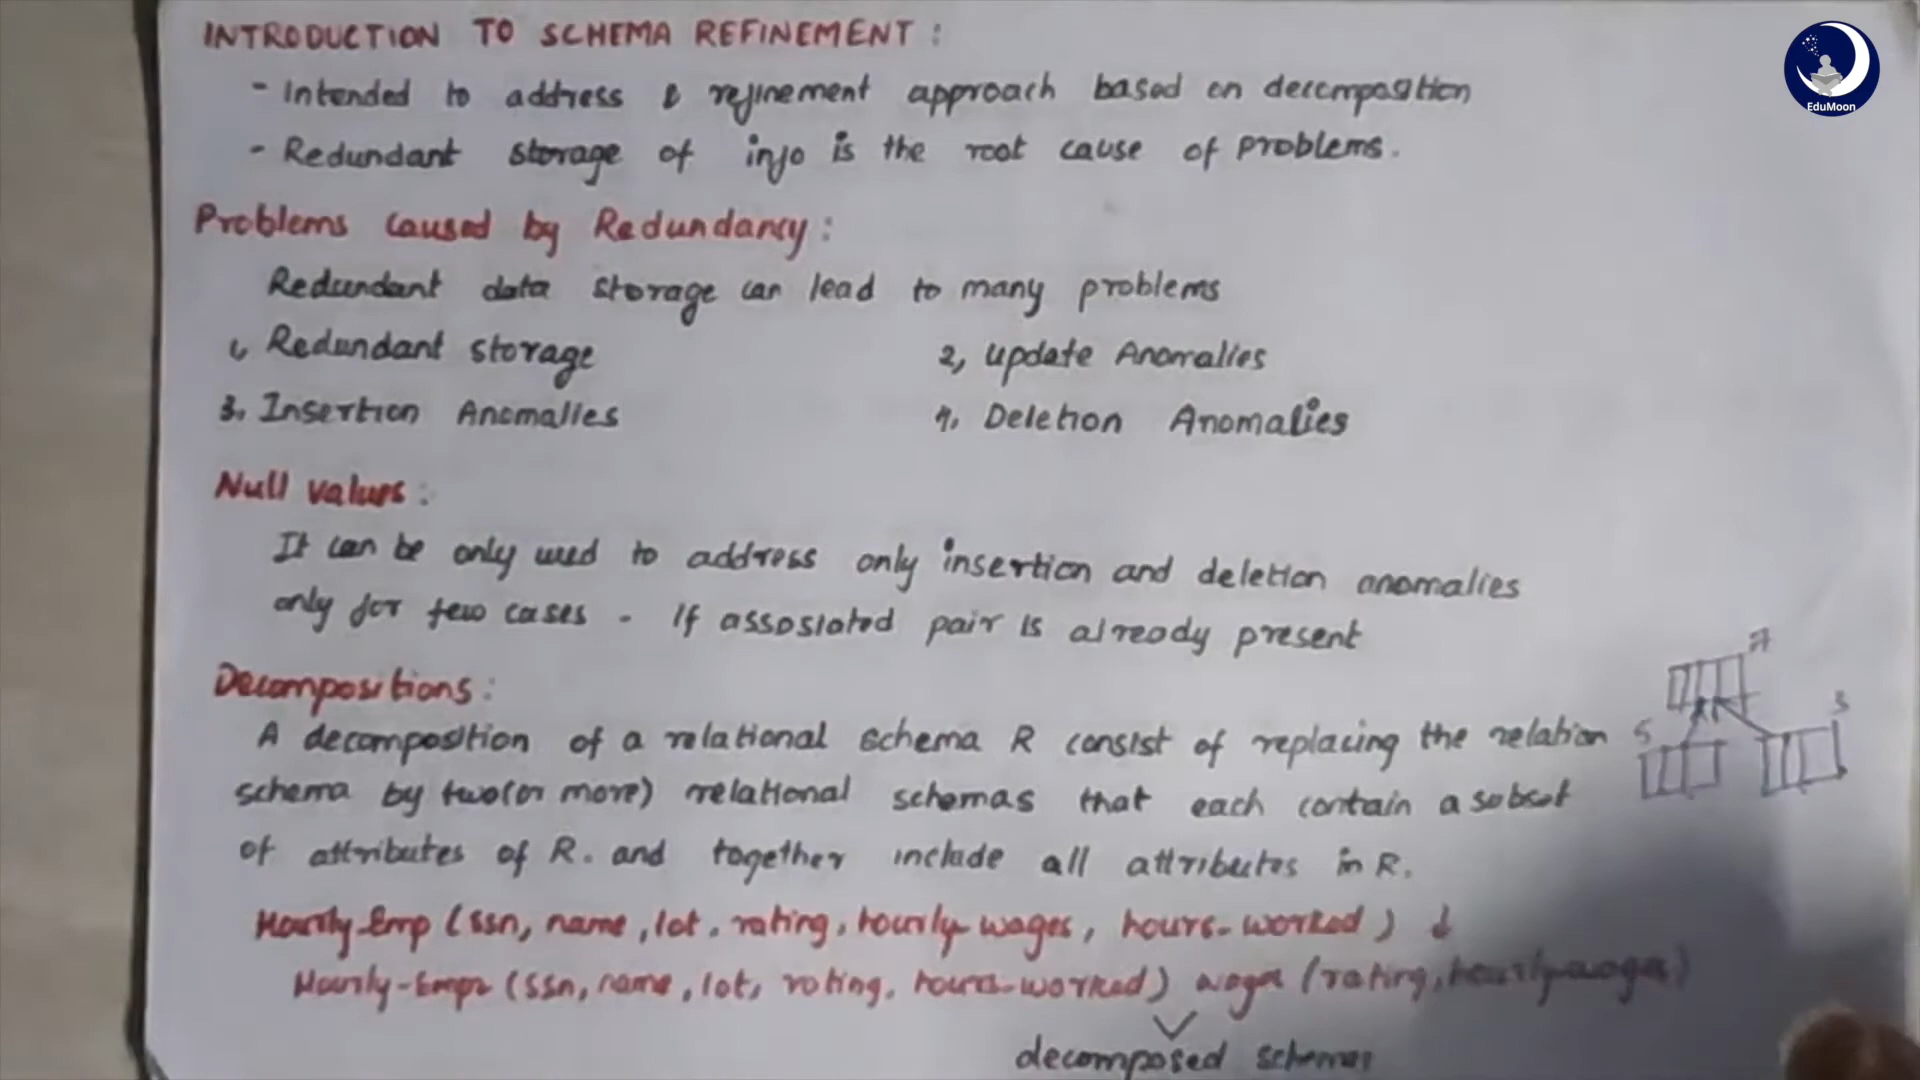 INTRODUCTION TO SCHEMA REFINEMENT :
EduMoon
- Intended to address & refinement approach based on decomposition
- Redundant storage of info is the root cause of problems.
Problems Caused by Redundancy :
Redundant data storage can lead to many problems
1, Redundant storage 2, update Anomalies
3. Insertion Anomalies 4. Deletion Anomalies
Null values :
It can be only used to address only insertion and deletion anomalies
only for few cases - If assosiated pair is already present
Decompositions :
A decomposition of a relational schema R consist of replacing the relation
schema by two(or more) relational schemas that each contain a subset
of attributes of R. and together include all attributes in R.
Hourly-Emp (ssn, name, lot, rating, hourly-wages, hours-worked) ↓
Hourly-Emp2 (ssn, name, lot, rating, hours-worked) wages (rating, hourly-wages)
decomposed schemas